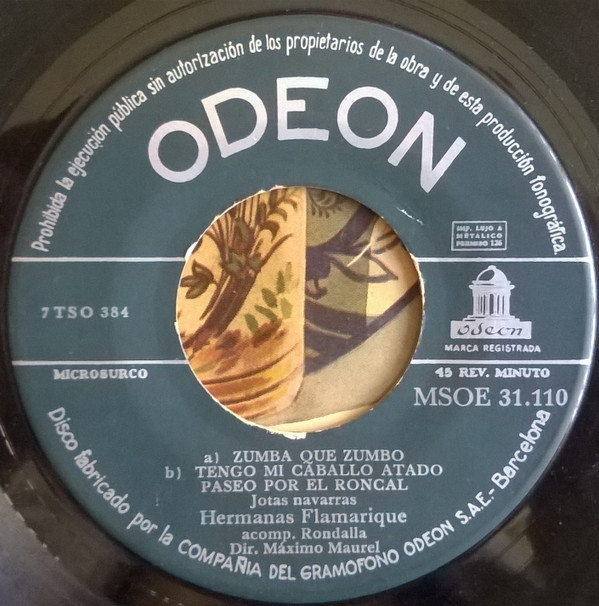 Prohibida la ejecución pública sin autorización de los propietarios de la obra y de esta producción fonográfica.
ODEON
IMP. LUJO A
METALICO
PERMISO 126
7 TSO 384
Odeon
MARCA REGISTRADA
MICROSURCO
45 REV. MINUTO
MSOE 31.110
a) ZUMBA QUE ZUMBO
b) TENGO MI CABALLO ATADO
PASEO POR EL RONCAL
Jotas navarras
Hermanas Flamarique
acomp. Rondalla
Dir. Máximo Maurel
Disco fabricado por la COMPAÑIA DEL GRAMOFONO ODEON S.A.E.- Barcelona